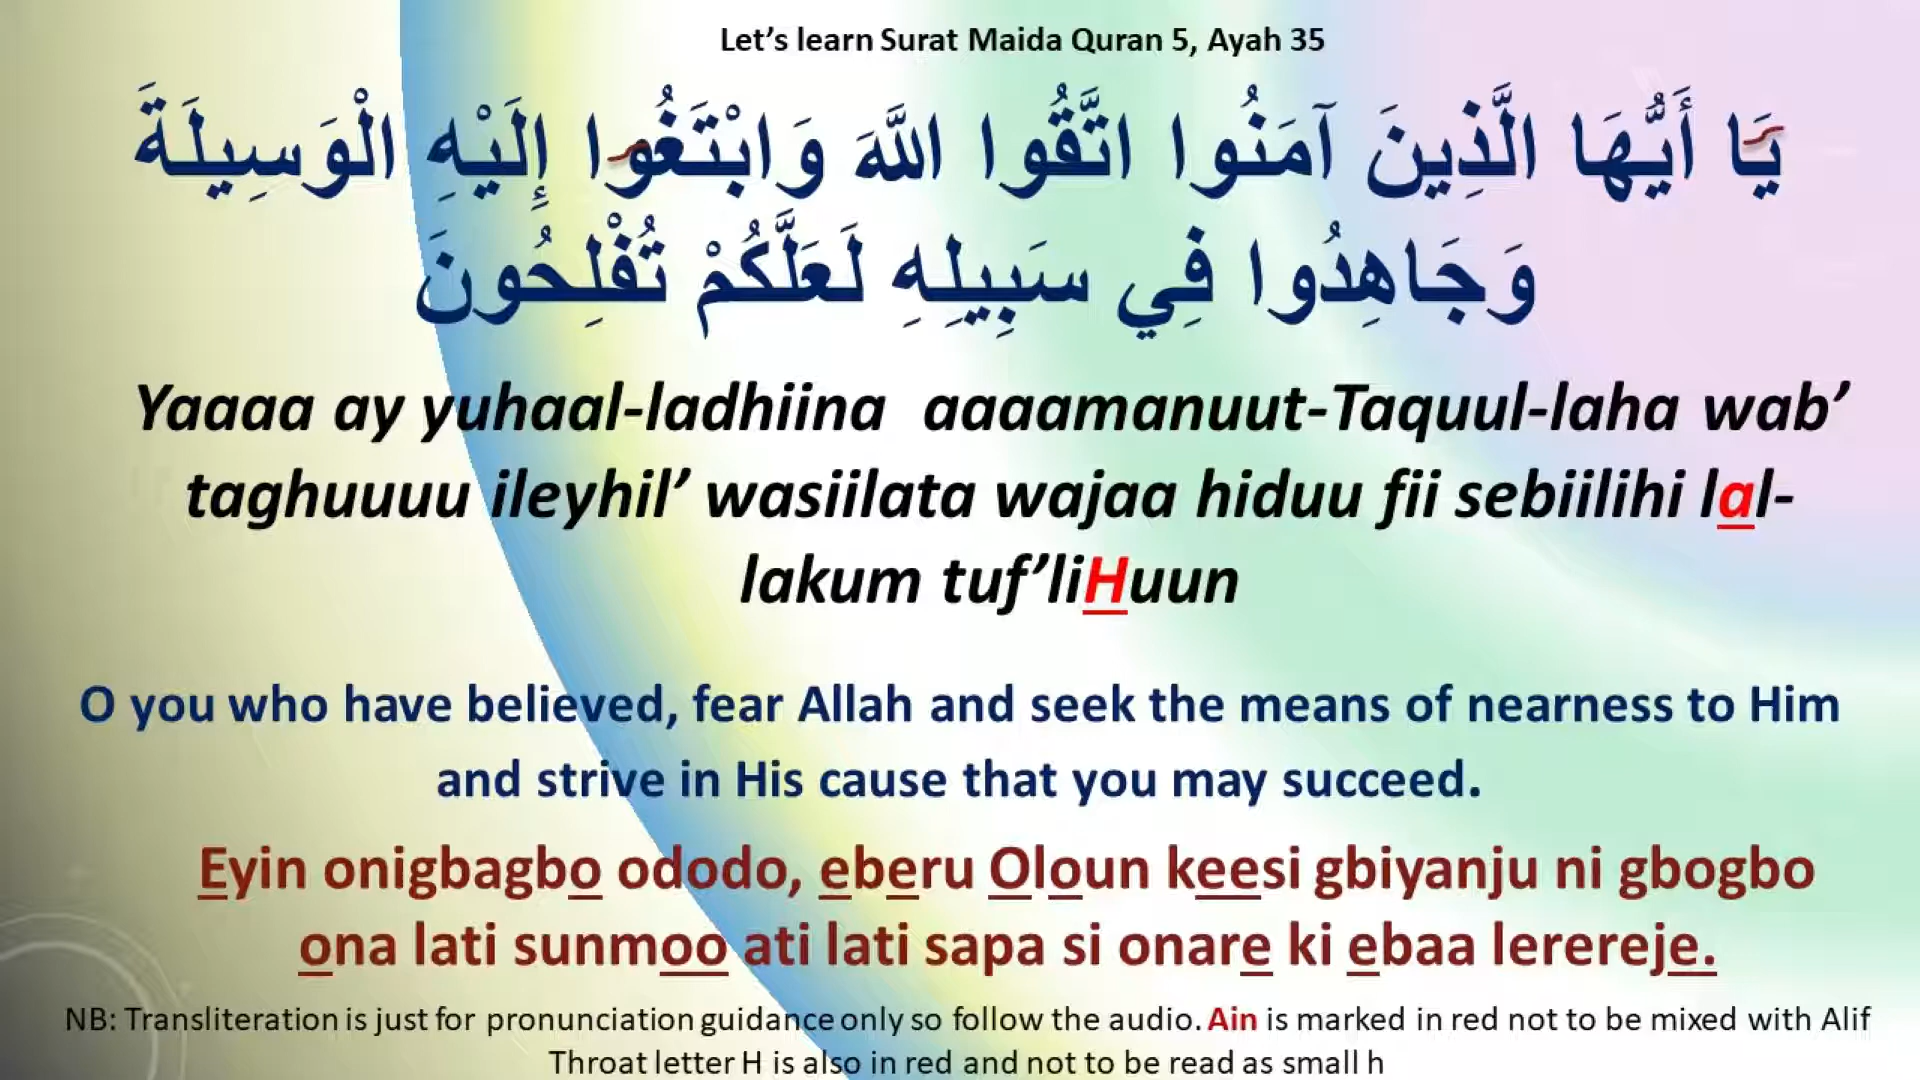 Let’s learn Surat Maida Quran 5, Ayah 35
يَا أَيُّهَا الَّذِينَ آمَنُوا اتَّقُوا اللَّهَ وَابْتَغُوا إِلَيْهِ الْوَسِيلَةَ
وَجَاهِدُوا فِي سَبِيلِهِ لَعَلَّكُمْ تُفْلِحُونَ
Yaaaa ay yuhaal-ladhiina aaaamanuut-Taquul-laha wab’
taghuuuu ileyhil’ wasiilata wajaa hiduu fii sebiilihi lal-
lakum tuf’liHuun
O you who have believed, fear Allah and seek the means of nearness to Him
and strive in His cause that you may succeed.
Eyin onigbagbo ododo, eberu Oloun keesi gbiyanju ni gbogbo
ona lati sunmoo ati lati sapa si onare ki ebaa lerereje.
NB: Transliteration is just for pronunciation guidance only so follow the audio. Ain is marked in red not to be mixed with Alif
Throat letter H is also in red and not to be read as small h